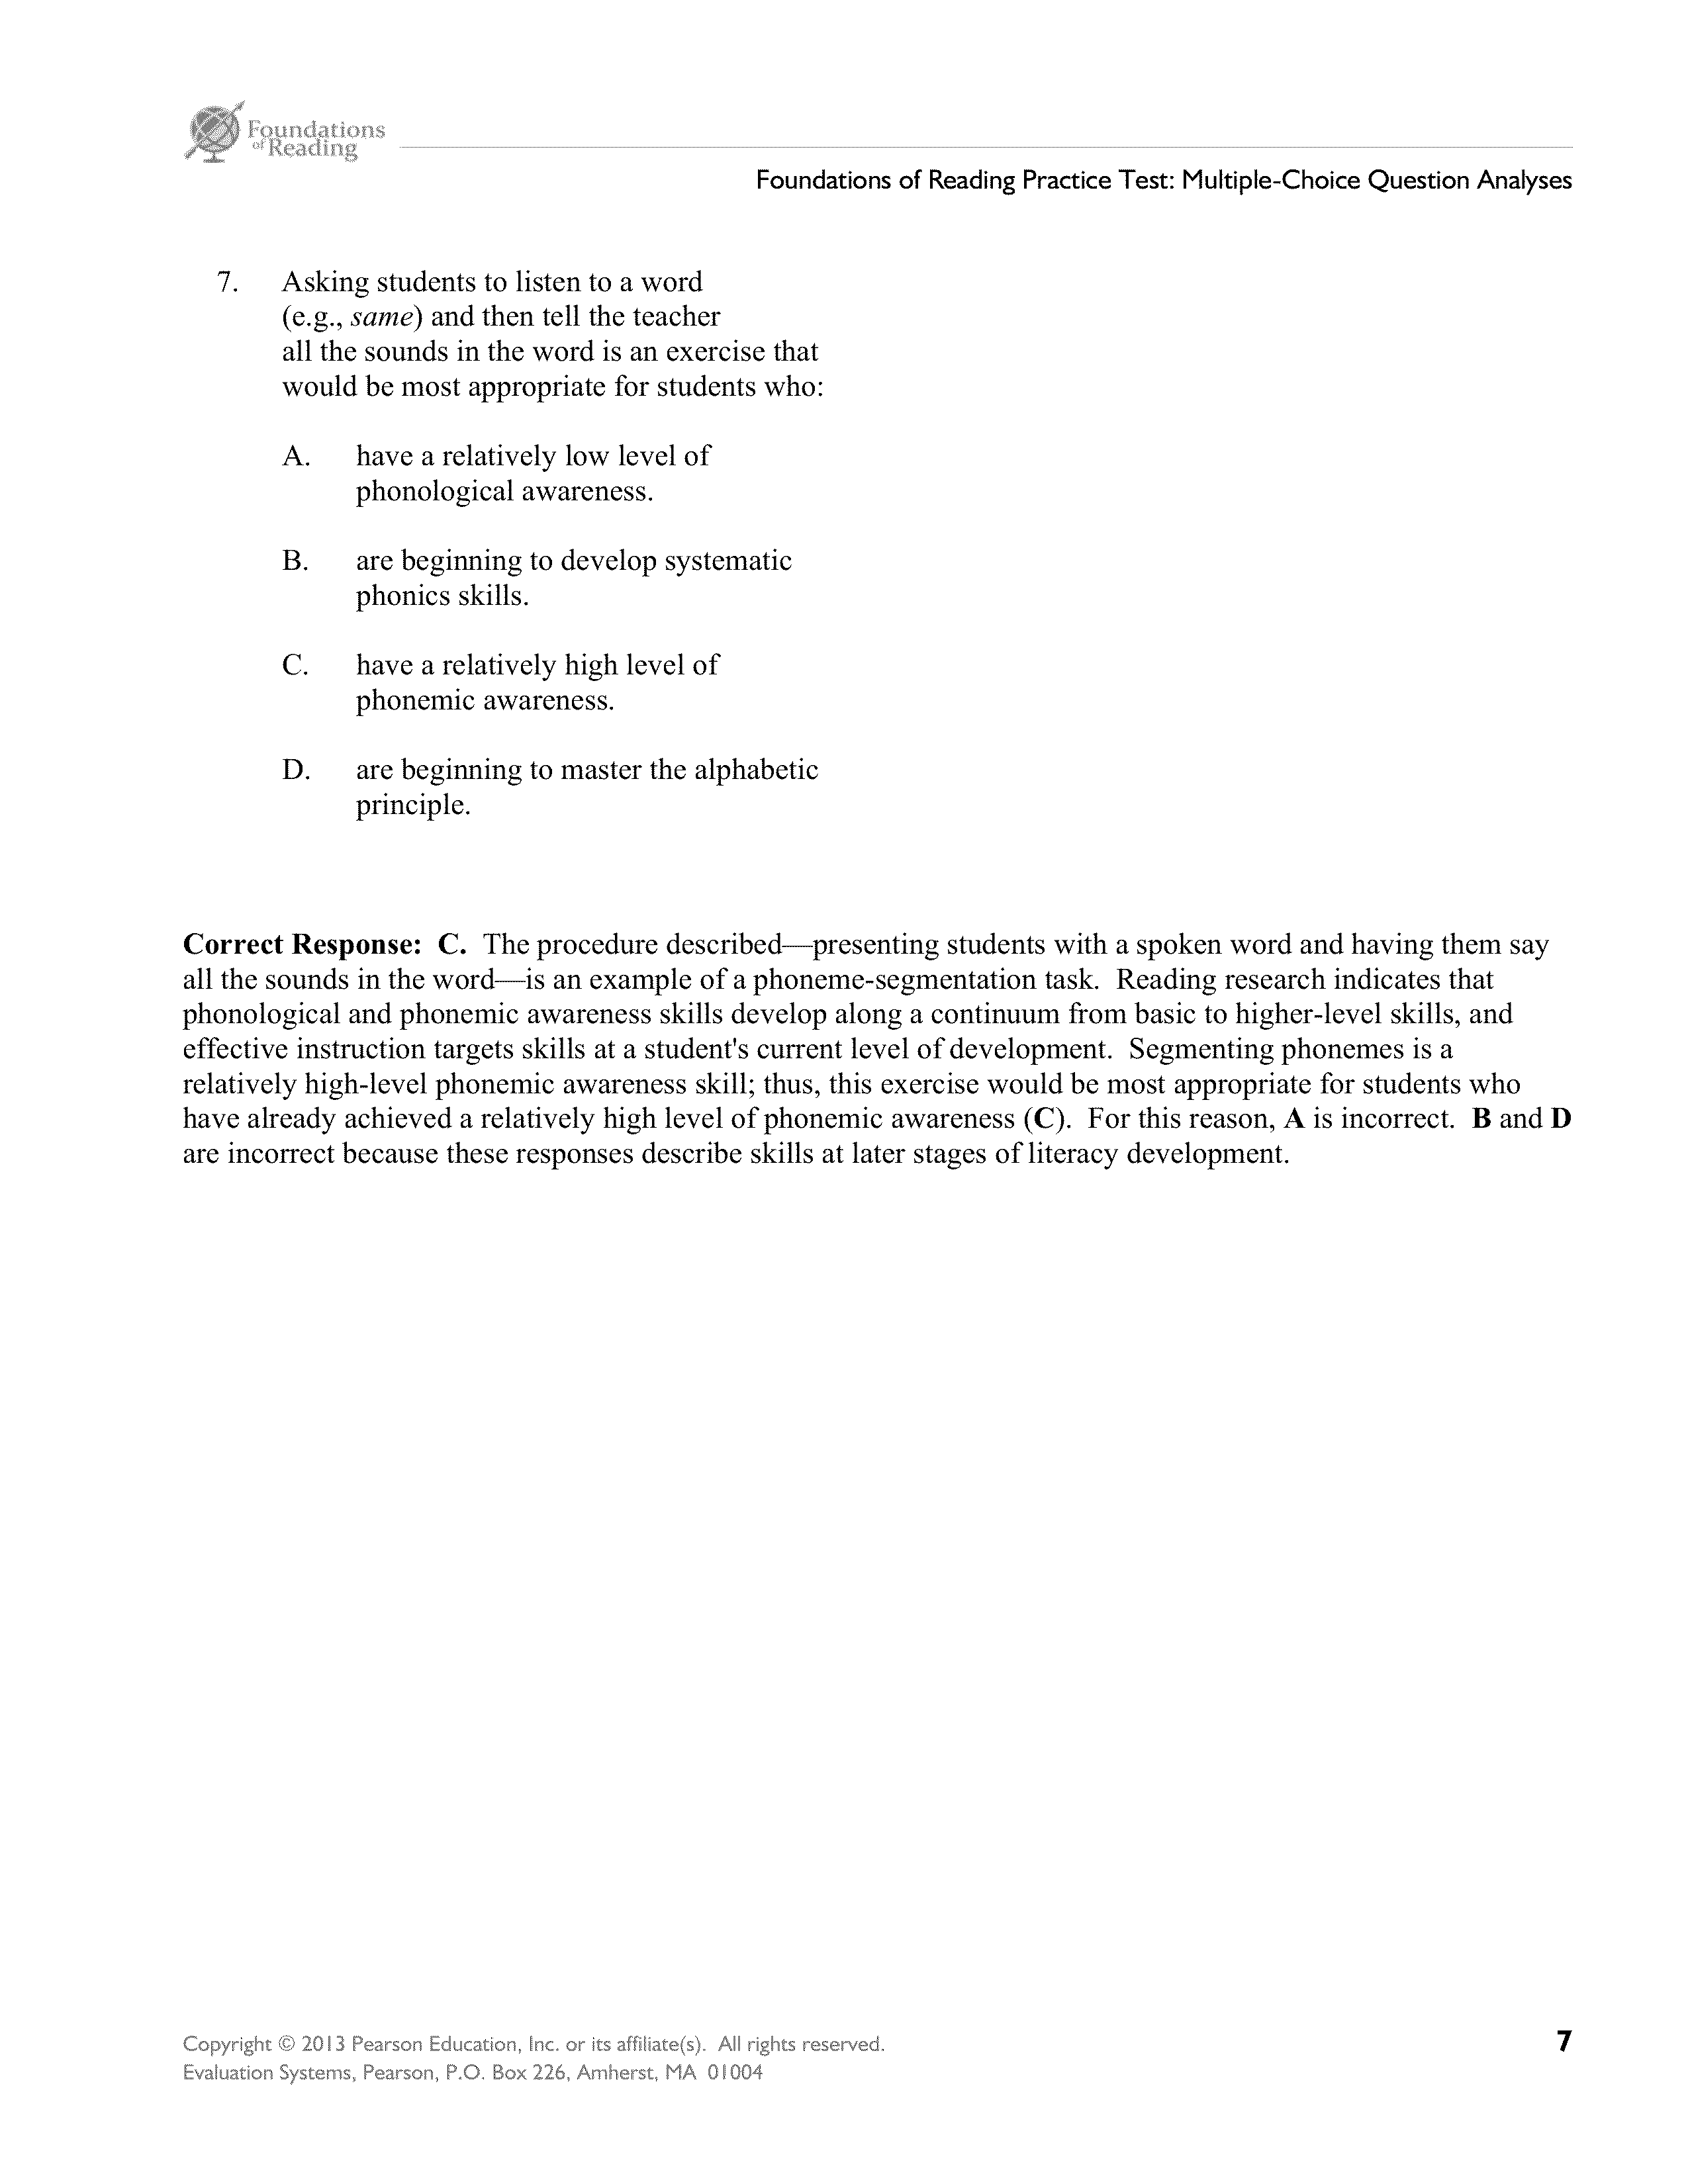 Foundations
of Reading
Foundations of Reading Practice Test: Multiple-Choice Question Analyses
7. Asking students to listen to a word
(e.g., same) and then tell the teacher
all the sounds in the word is an exercise that
would be most appropriate for students who:
A. have a relatively low level of
phonological awareness.
B. are beginning to develop systematic
phonics skills.
C. have a relatively high level of
phonemic awareness.
D. are beginning to master the alphabetic
principle.
Correct Response: C. The procedure described—presenting students with a spoken word and having them say
all the sounds in the word—is an example of a phoneme-segmentation task. Reading research indicates that
phonological and phonemic awareness skills develop along a continuum from basic to higher-level skills, and
effective instruction targets skills at a student's current level of development. Segmenting phonemes is a
relatively high-level phonemic awareness skill; thus, this exercise would be most appropriate for students who
have already achieved a relatively high level of phonemic awareness (C). For this reason, A is incorrect. B and D
are incorrect because these responses describe skills at later stages of literacy development.
Copyright © 2013 Pearson Education, Inc. or its affiliate(s). All rights reserved.
Evaluation Systems, Pearson, P.O. Box 226, Amherst, MA 01004
7